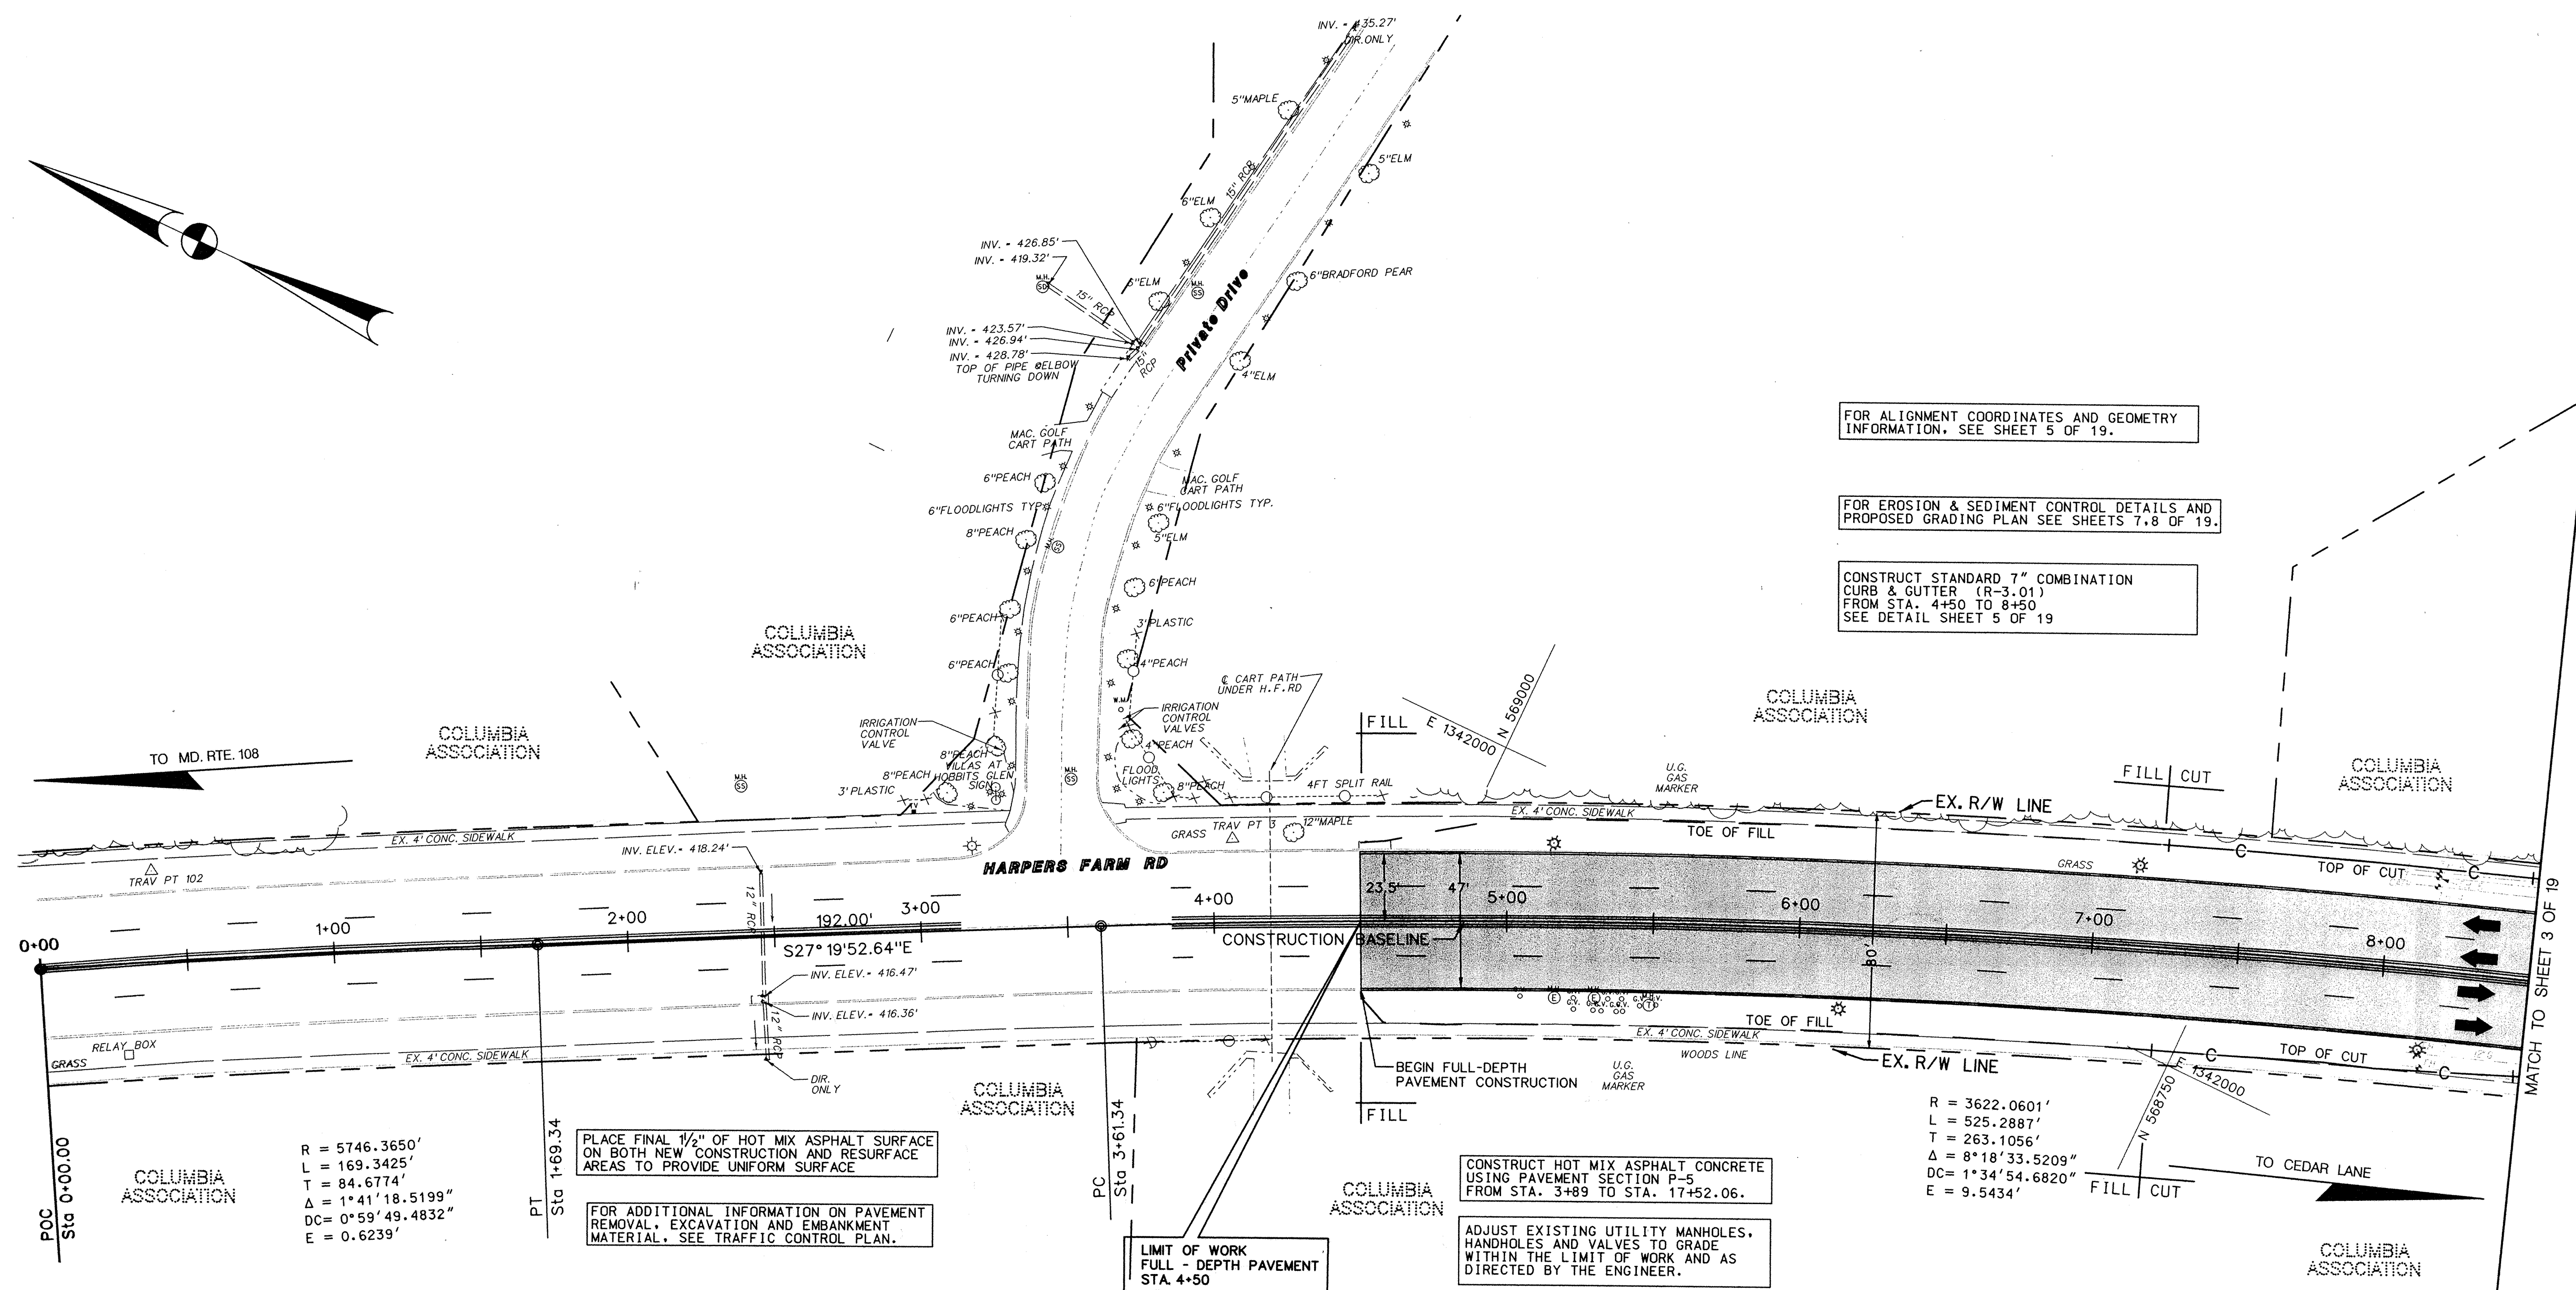 INV. = 435.27'
DIR. ONLY
5"MAPLE
15" RCP
5"ELM
6"ELM
INV. = 426.85'
INV. = 419.32'
M.H.
SD
15" RCP
M.H.
SS
6"BRADFORD PEAR
Private Drive
INV. = 423.57'
INV. = 426.94'
INV. = 428.78'
TOP OF PIPE @ELBOW
TURNING DOWN
15"
RCP
4"ELM
MAC. GOLF
CART PATH
MAC. GOLF
CART PATH
6"PEACH
6"FLOODLIGHTS TYP.
6"FLOODLIGHTS TYP.
8"PEACH
M.H.
SS
5"ELM
6"PEACH
6"PEACH
3'PLASTIC
6"PEACH
4"PEACH
W.M.
FOR ALIGNMENT COORDINATES AND GEOMETRY
INFORMATION, SEE SHEET 5 OF 19.
FOR EROSION & SEDIMENT CONTROL DETAILS AND
PROPOSED GRADING PLAN SEE SHEETS 7,8 OF 19.
CONSTRUCT STANDARD 7" COMBINATION
CURB & GUTTER (R-3.01)
FROM STA. 4+50 TO 8+50
SEE DETAIL SHEET 5 OF 19
COLUMBIA
ASSOCIATION
COLUMBIA
ASSOCIATION
COLUMBIA
ASSOCIATION
COLUMBIA
ASSOCIATION
TO MD. RTE. 108
IRRIGATION
CONTROL
VALVE
IRRIGATION
CONTROL
VALVES
℄ CART PATH
UNDER H.F.RD
8"PEACH
VILLAS AT
HOBBITS GLEN
SIGN
8"PEACH
3' PLASTIC
4"PEACH
FLOOD
LIGHTS
8"PEACH
4FT SPLIT RAIL
M.H.
SS
M.H.
SS
FILL
E 1342000
N 569000
U.G.
GAS
MARKER
FILL CUT
EX. R/W LINE
EX. 4' CONC. SIDEWALK
EX. 4' CONC. SIDEWALK
TRAV PT 102
INV. ELEV.= 418.24'
GRASS
TRAV PT 3
12"MAPLE
TOE OF FILL
GRASS
C
TOP OF CUT
C
HARPERS FARM RD
12" RCP
23.5'
47'
80'
0+00
1+00
2+00
192.00'
3+00
4+00
5+00
6+00
7+00
8+00
S27° 19'52.64"E
CONSTRUCTION BASELINE
INV. ELEV.= 416.47'
INV. ELEV.= 416.36'
12" RCP
DIR.
ONLY
RELAY BOX
GRASS
EX. 4' CONC. SIDEWALK
EX. 4' CONC. SIDEWALK
WOODS LINE
TOE OF FILL
EX. R/W LINE
U.G.
GAS
MARKER
C
TOP OF CUT
C
E 1342000
N 568750
MATCH TO SHEET 3 OF 19
BEGIN FULL-DEPTH
PAVEMENT CONSTRUCTION
FILL
FILL CUT
TO CEDAR LANE
POC
Sta 0+00.00
PT
Sta 1+69.34
PC
Sta 3+61.34
COLUMBIA
ASSOCIATION
R = 5746.3650'
L = 169.3425'
T = 84.6774'
Δ = 1°41'18.5199"
DC= 0°59'49.4832"
E = 0.6239'
PLACE FINAL 1½" OF HOT MIX ASPHALT SURFACE
ON BOTH NEW CONSTRUCTION AND RESURFACE
AREAS TO PROVIDE UNIFORM SURFACE
FOR ADDITIONAL INFORMATION ON PAVEMENT
REMOVAL, EXCAVATION AND EMBANKMENT
MATERIAL, SEE TRAFFIC CONTROL PLAN.
COLUMBIA
ASSOCIATION
LIMIT OF WORK
FULL - DEPTH PAVEMENT
STA. 4+50
COLUMBIA
ASSOCIATION
CONSTRUCT HOT MIX ASPHALT CONCRETE
USING PAVEMENT SECTION P-5
FROM STA. 3+89 TO STA. 17+52.06.
ADJUST EXISTING UTILITY MANHOLES,
HANDHOLES AND VALVES TO GRADE
WITHIN THE LIMIT OF WORK AND AS
DIRECTED BY THE ENGINEER.
R = 3622.0601'
L = 525.2887'
T = 263.1056'
Δ = 8°18'33.5209"
DC= 1°34'54.6820"
E = 9.5434'
COLUMBIA
ASSOCIATION